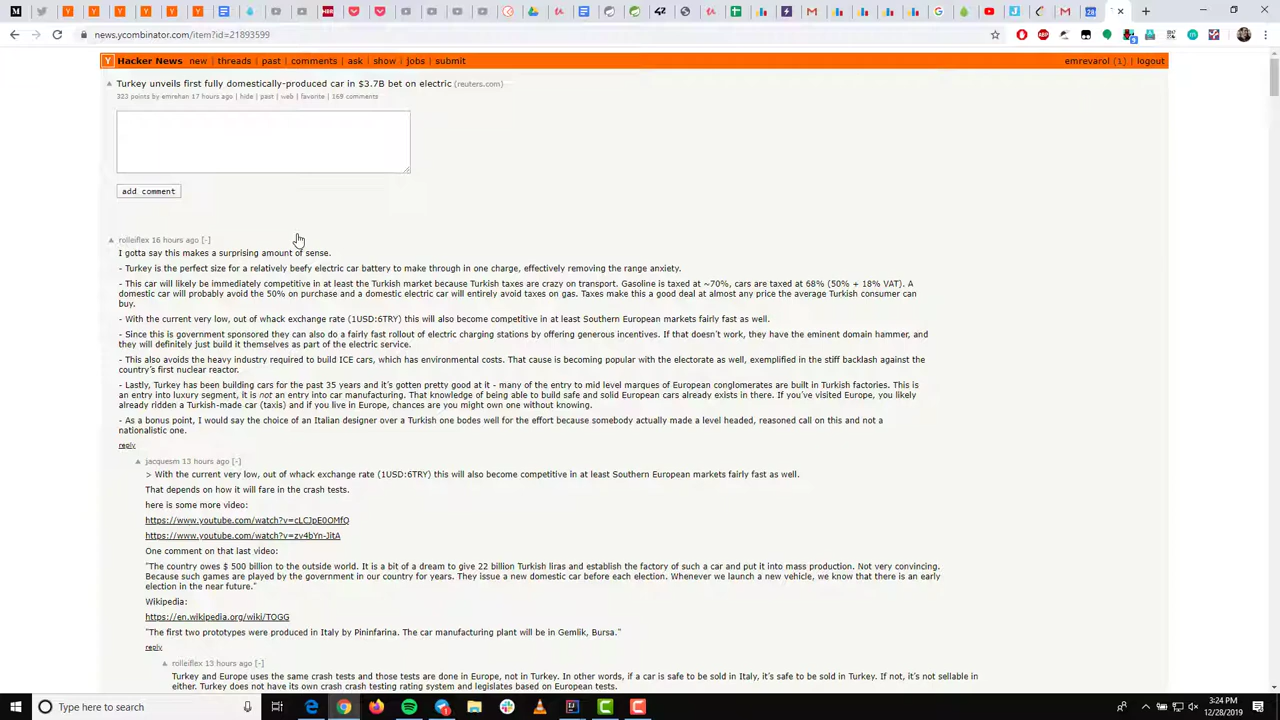 news.ycombinator.com/item?id=21893599
Hacker News new | threads | past | comments | ask | show | jobs | submit
emrevarol (1) | logout
Turkey unveils first fully domestically-produced car in $3.7B bet on electric (reuters.com)
323 points by emrehan 17 hours ago | hide | past | web | favorite | 169 comments
add comment
rolleiflex 16 hours ago [-]
I gotta say this makes a surprising amount of sense.
- Turkey is the perfect size for a relatively beefy electric car battery to make through in one charge, effectively removing the range anxiety.
- This car will likely be immediately competitive in at least the Turkish market because Turkish taxes are crazy on transport. Gasoline is taxed at ~70%, cars are taxed at 68% (50% + 18% VAT). A
domestic car will probably avoid the 50% on purchase and a domestic electric car will entirely avoid taxes on gas. Taxes make this a good deal at almost any price the average Turkish consumer can
buy.
- With the current very low, out of whack exchange rate (1USD:6TRY) this will also become competitive in at least Southern European markets fairly fast as well.
- Since this is government sponsored they can also do a fairly fast rollout of electric charging stations by offering generous incentives. If that doesn't work, they have the eminent domain hammer, and
they will definitely just build it themselves as part of the electric service.
- This also avoids the heavy industry required to build ICE cars, which has environmental costs. That cause is becoming popular with the electorate as well, exemplified in the stiff backlash against the
country's first nuclear reactor.
- Lastly, Turkey has been building cars for the past 35 years and it's gotten pretty good at it - many of the entry to mid level marques of European conglomerates are built in Turkish factories. This is
an entry into luxury segment, it is not an entry into car manufacturing. That knowledge of being able to build safe and solid European cars already exists in there. If you've visited Europe, you likely
already ridden a Turkish-made car (taxis) and if you live in Europe, chances are you might own one without knowing.
- As a bonus point, I would say the choice of an Italian designer over a Turkish one bodes well for the effort because somebody actually made a level headed, reasoned call on this and not a
nationalistic one.
reply
jacquesm 13 hours ago [-]
> With the current very low, out of whack exchange rate (1USD:6TRY) this will also become competitive in at least Southern European markets fairly fast as well.
That depends on how it will fare in the crash tests.
here is some more video:
https://www.youtube.com/watch?v=cLCJpE0OMfQ
https://www.youtube.com/watch?v=zv4bYn-JitA
One comment on that last video:
"The country owes $ 500 billion to the outside world. It is a bit of a dream to give 22 billion Turkish liras and establish the factory of such a car and put it into mass production. Not very convincing.
Because such games are played by the government in our country for years. They issue a new domestic car before each election. Whenever we launch a new vehicle, we know that there is an early
election in the near future."
Wikipedia:
https://en.wikipedia.org/wiki/TOGG
"The first two prototypes were produced in Italy by Pininfarina. The car manufacturing plant will be in Gemlik, Bursa."
reply
rolleiflex 13 hours ago [-]
Turkey and Europe uses the same crash tests and those tests are done in Europe, not in Turkey. In other words, if a car is safe to be sold in Italy, it's safe to be sold in Turkey. If not, it's not sellable in
either. Turkey does not have its own crash crash testing rating system and legislates based on European tests.
Type here to search
3:24 PM
12/28/2019